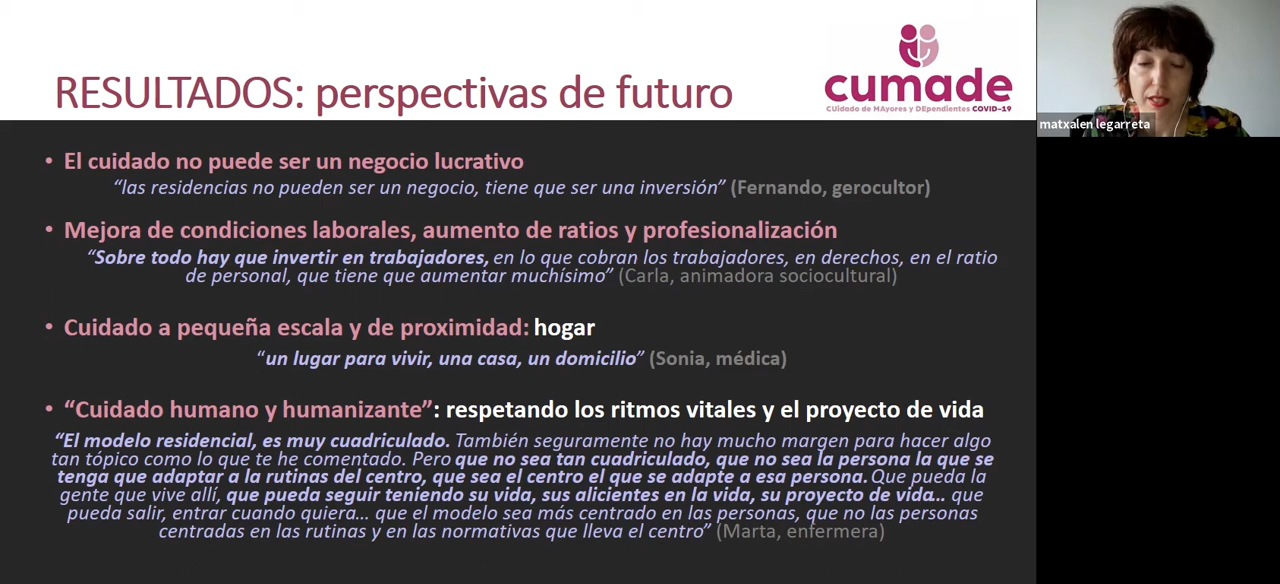 RESULTADOS: perspectivas de futuro
cumade
CUIdado de MAyores y DEpendientes COVID-19
matxalen legarreta
• El cuidado no puede ser un negocio lucrativo
“las residencias no pueden ser un negocio, tiene que ser una inversión” (Fernando, gerocultor)
• Mejora de condiciones laborales, aumento de ratios y profesionalización
“Sobre todo hay que invertir en trabajadores, en lo que cobran los trabajadores, en derechos, en el ratio
de personal, que tiene que aumentar muchísimo” (Carla, animadora sociocultural)
• Cuidado a pequeña escala y de proximidad: hogar
“un lugar para vivir, una casa, un domicilio” (Sonia, médica)
• “Cuidado humano y humanizante”: respetando los ritmos vitales y el proyecto de vida
“El modelo residencial, es muy cuadriculado. También seguramente no hay mucho margen para hacer algo
tan tópico como lo que te he comentado. Pero que no sea tan cuadriculado, que no sea la persona la que se
tenga que adaptar a la rutinas del centro, que sea el centro el que se adapte a esa persona. Que pueda la
gente que vive allí, que pueda seguir teniendo su vida, sus alicientes en la vida, su proyecto de vida… que
pueda salir, entrar cuando quiera… que el modelo sea más centrado en las personas, que no las personas
centradas en las rutinas y en las normativas que lleva el centro” (Marta, enfermera)